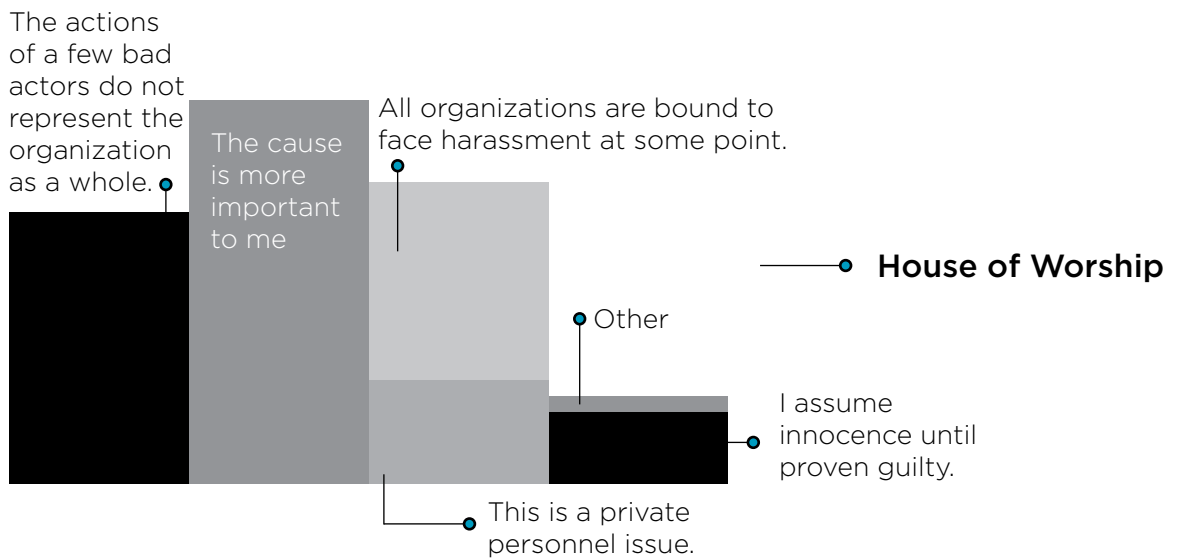 The actions
of a few bad
actors do not
represent the
organization
as a whole.
The cause
is more
important
to me
All organizations are bound to
face harassment at some point.
House of Worship
Other
I assume
innocence until
proven guilty.
This is a private
personnel issue.